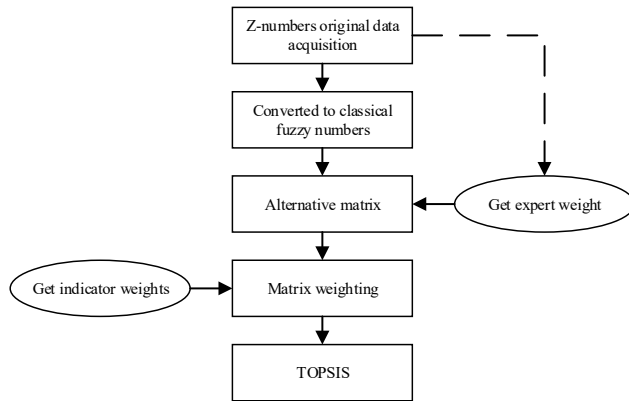 Z-numbers original data
acquisition
Converted to classical
fuzzy numbers
Alternative matrix
Get expert weight
Get indicator weights
Matrix weighting
TOPSIS